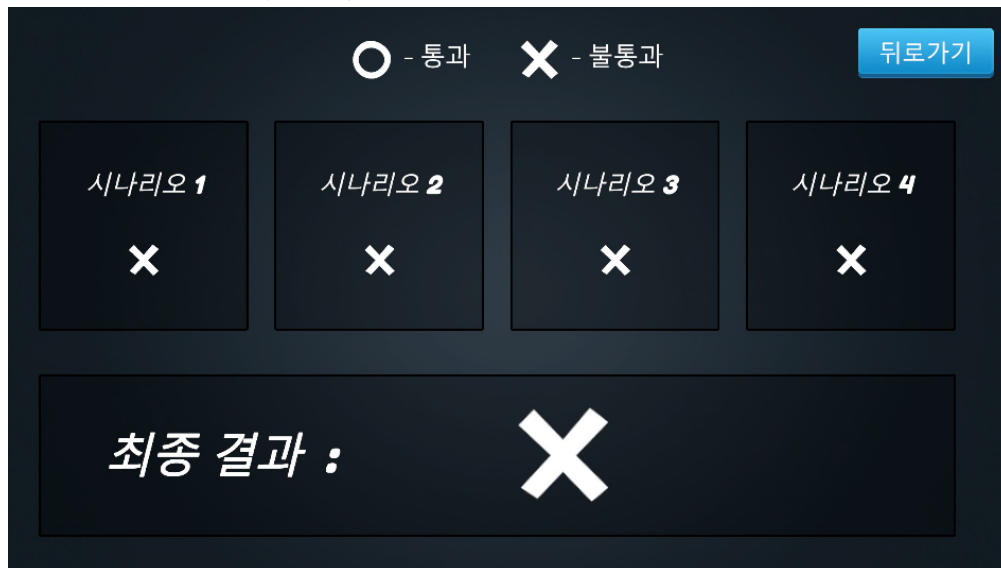 O - 통과 X - 불통과 뒤로가기
시나리오 1 시나리오 2 시나리오 3 시나리오 4
X X X X
최종 결과 : X